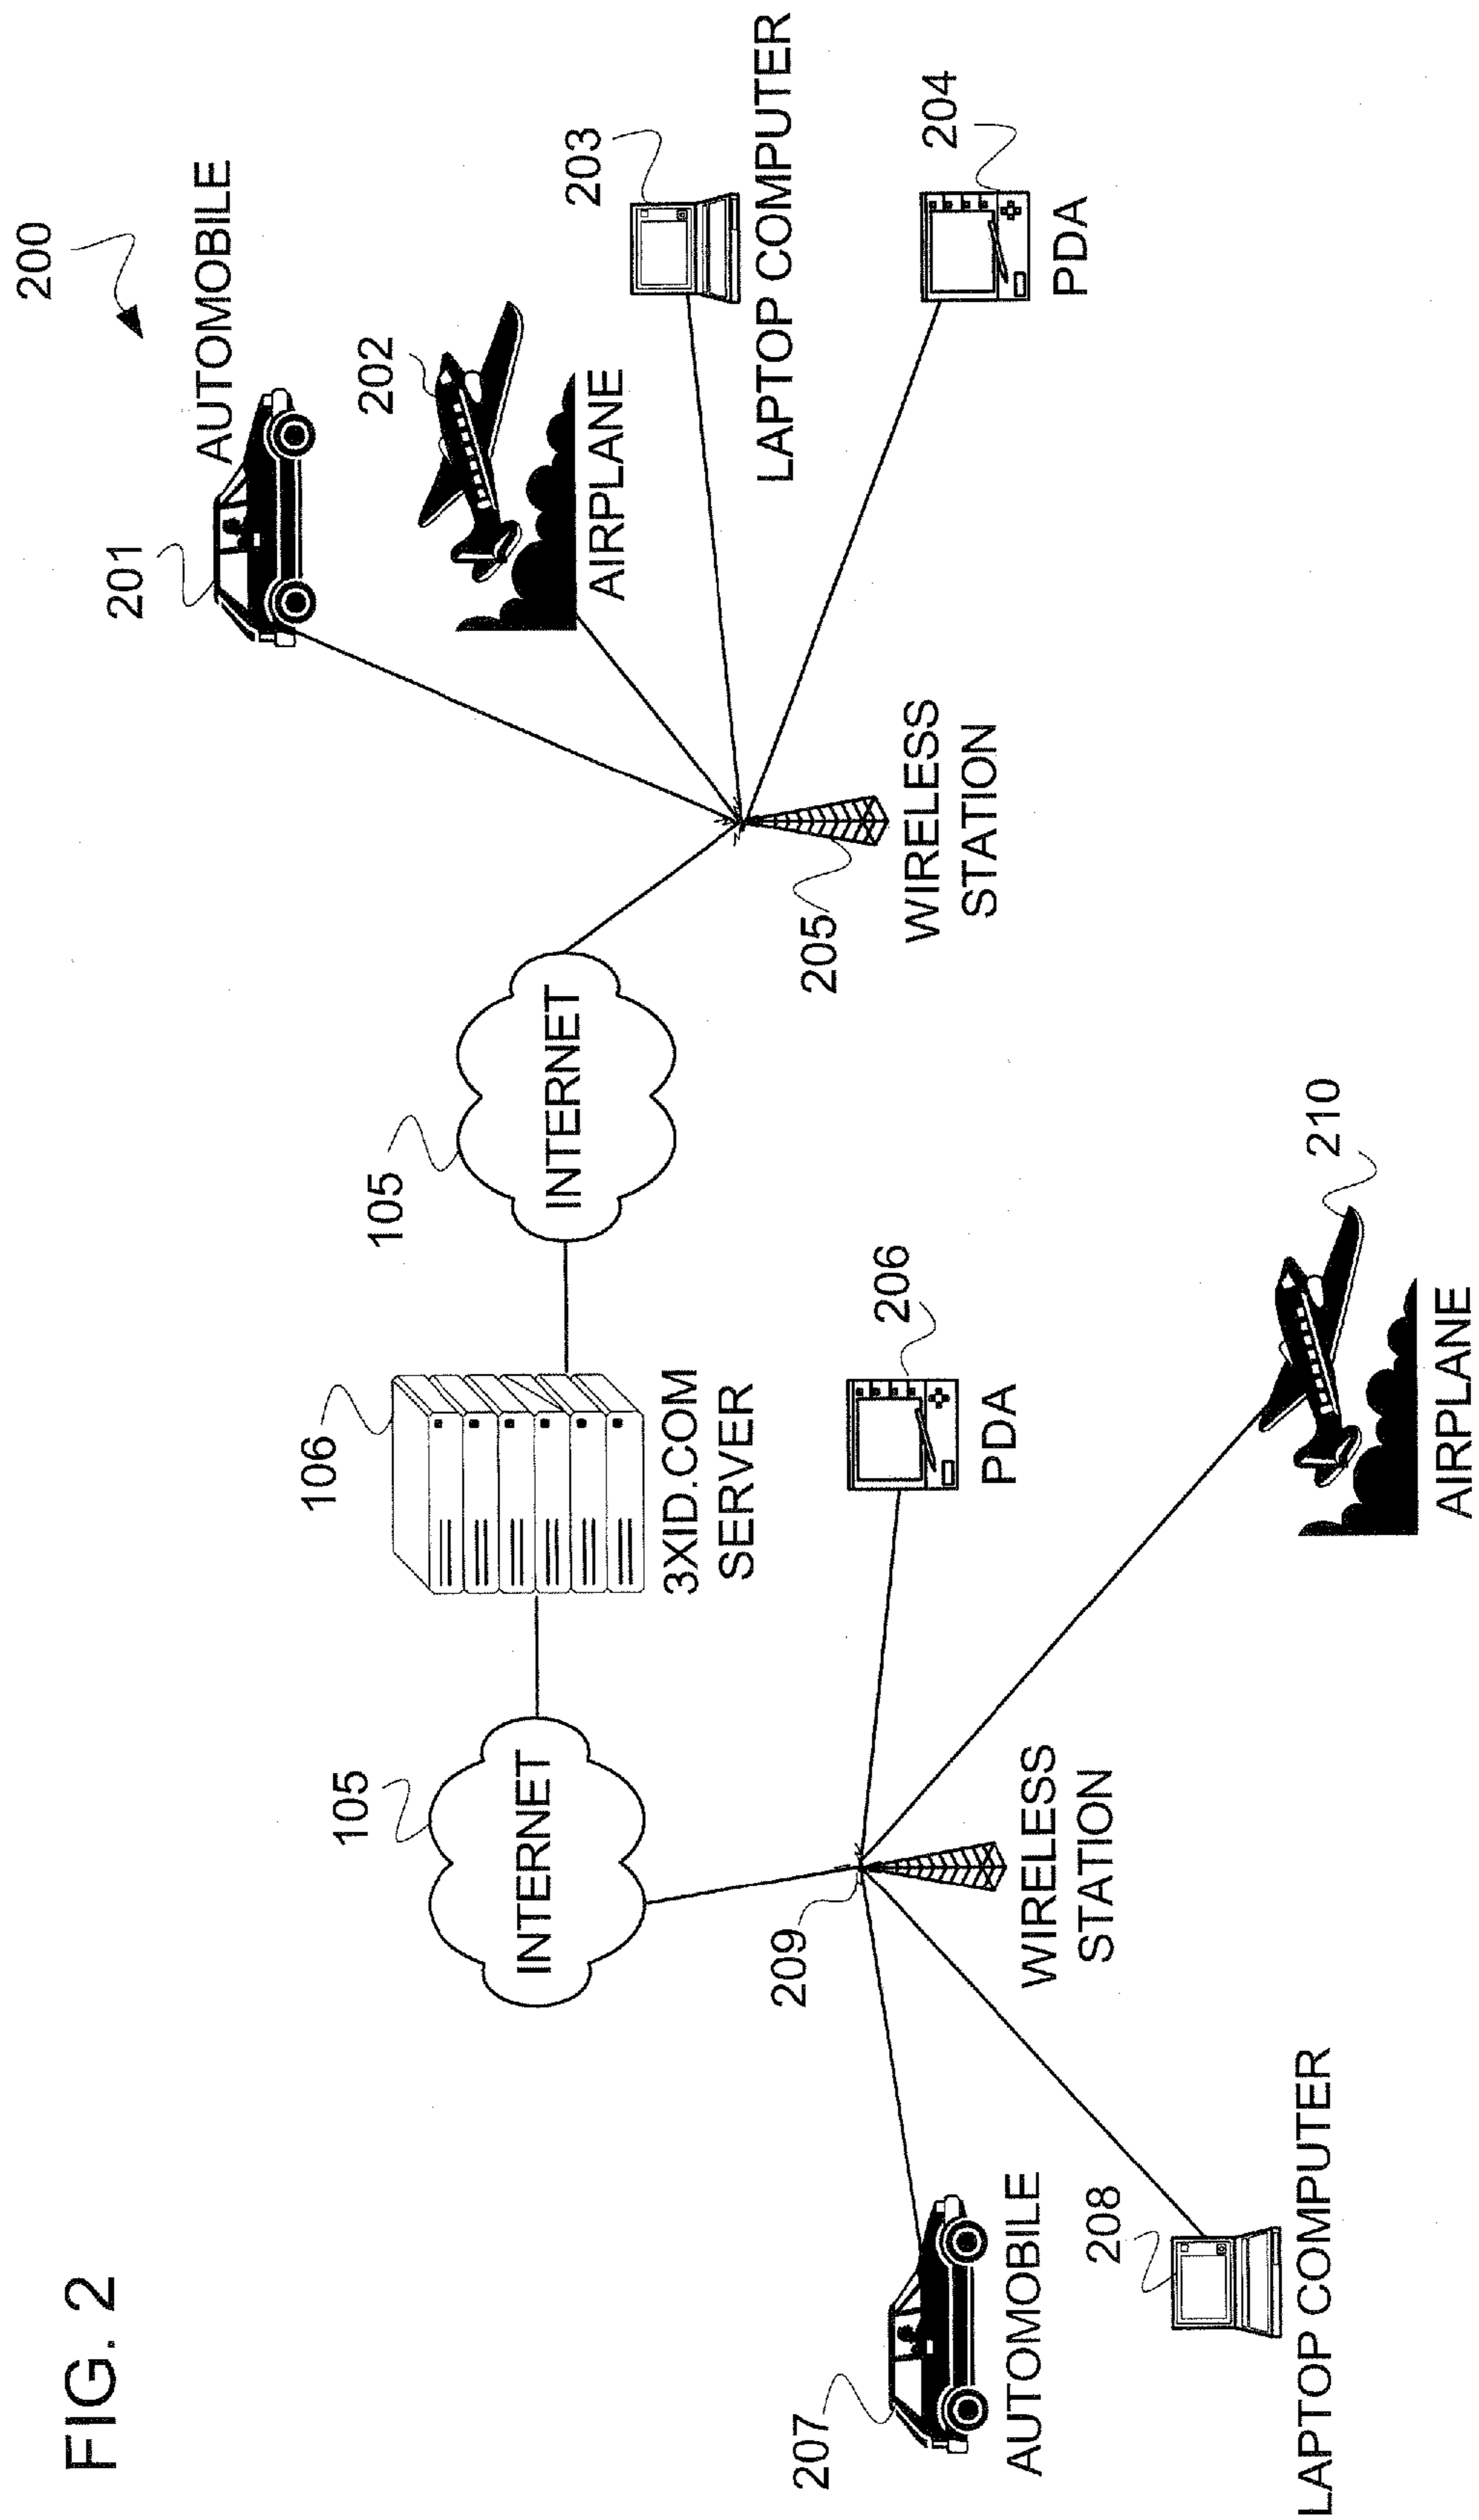 FIG. 2
200
201
AUTOMOBILE
202
AIRPLANE
203
LAPTOP COMPUTER
204
PDA
205
WIRELESS
STATION
105
INTERNET
106
3XID.COM
SERVER
105
INTERNET
206
PDA
209
WIRELESS
STATION
210
AIRPLANE
207
AUTOMOBILE
208
LAPTOP COMPUTER